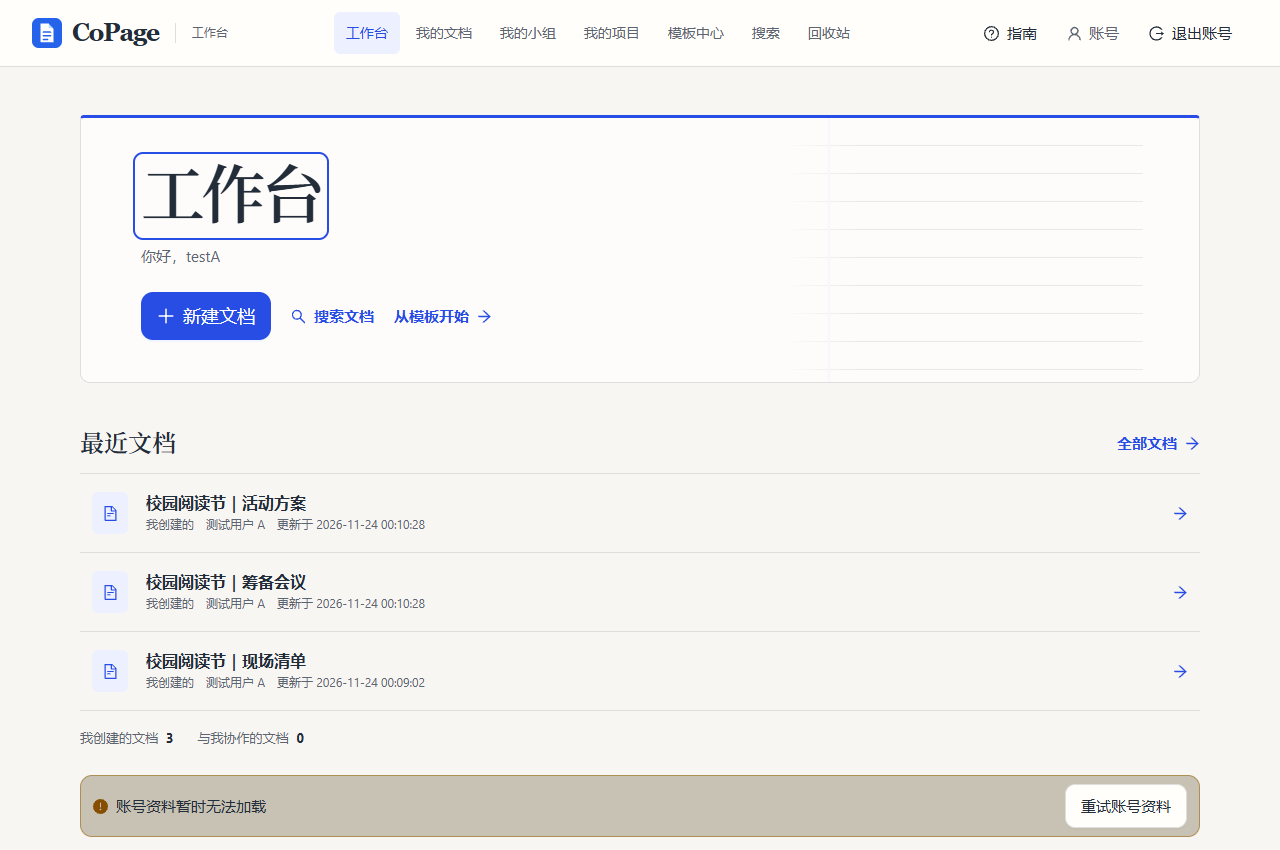 CoPage 工作台 工作台 我的文档 我的小组 我的项目 模板中心 搜索 回收站 指南 账号 退出账号
工作台
你好，testA
新建文档 搜索文档 从模板开始
最近文档 全部文档
校园阅读节 | 活动方案
我创建的 测试用户 A 更新于 2026-11-24 00:10:28
校园阅读节 | 筹备会议
我创建的 测试用户 A 更新于 2026-11-24 00:10:28
校园阅读节 | 现场清单
我创建的 测试用户 A 更新于 2026-11-24 00:09:02
我创建的文档 3 与我协作的文档 0
账号资料暂时无法加载 重试账号资料